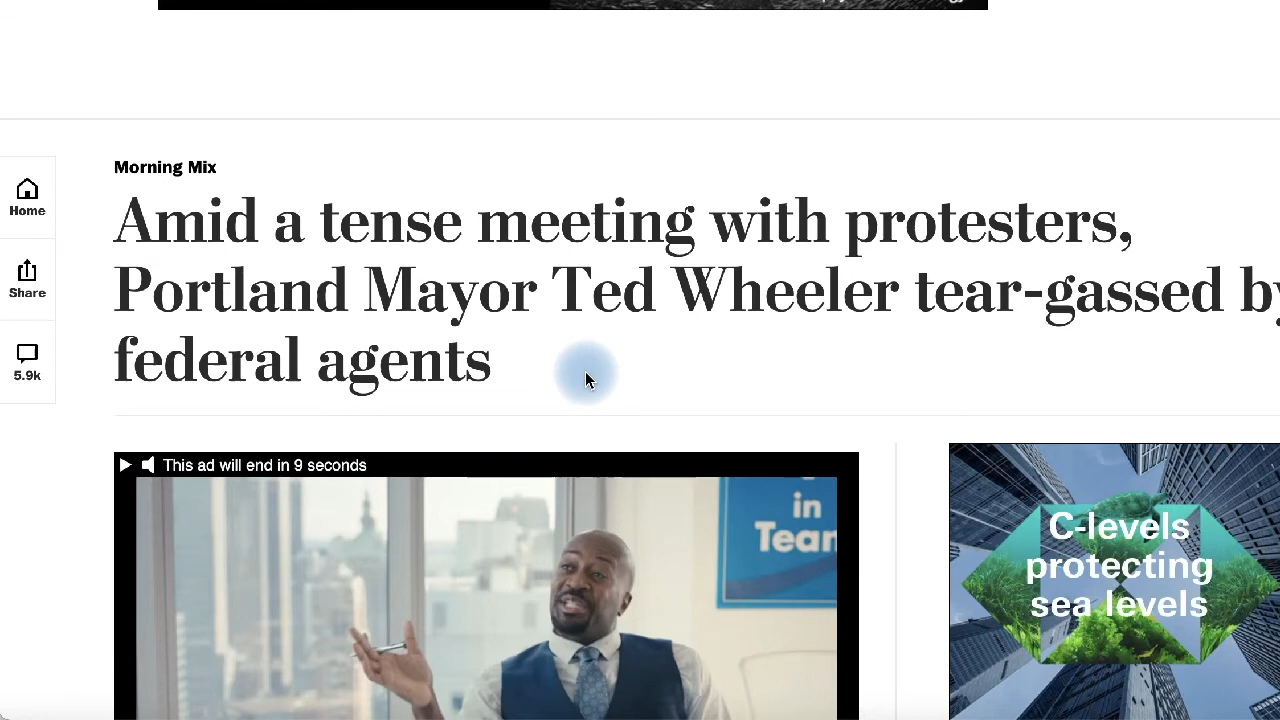 Morning Mix
Amid a tense meeting with protesters,
Portland Mayor Ted Wheeler tear-gassed by
federal agents
Home
Share
5.9k
This ad will end in 9 seconds
in
Team
C-levels
protecting
sea levels